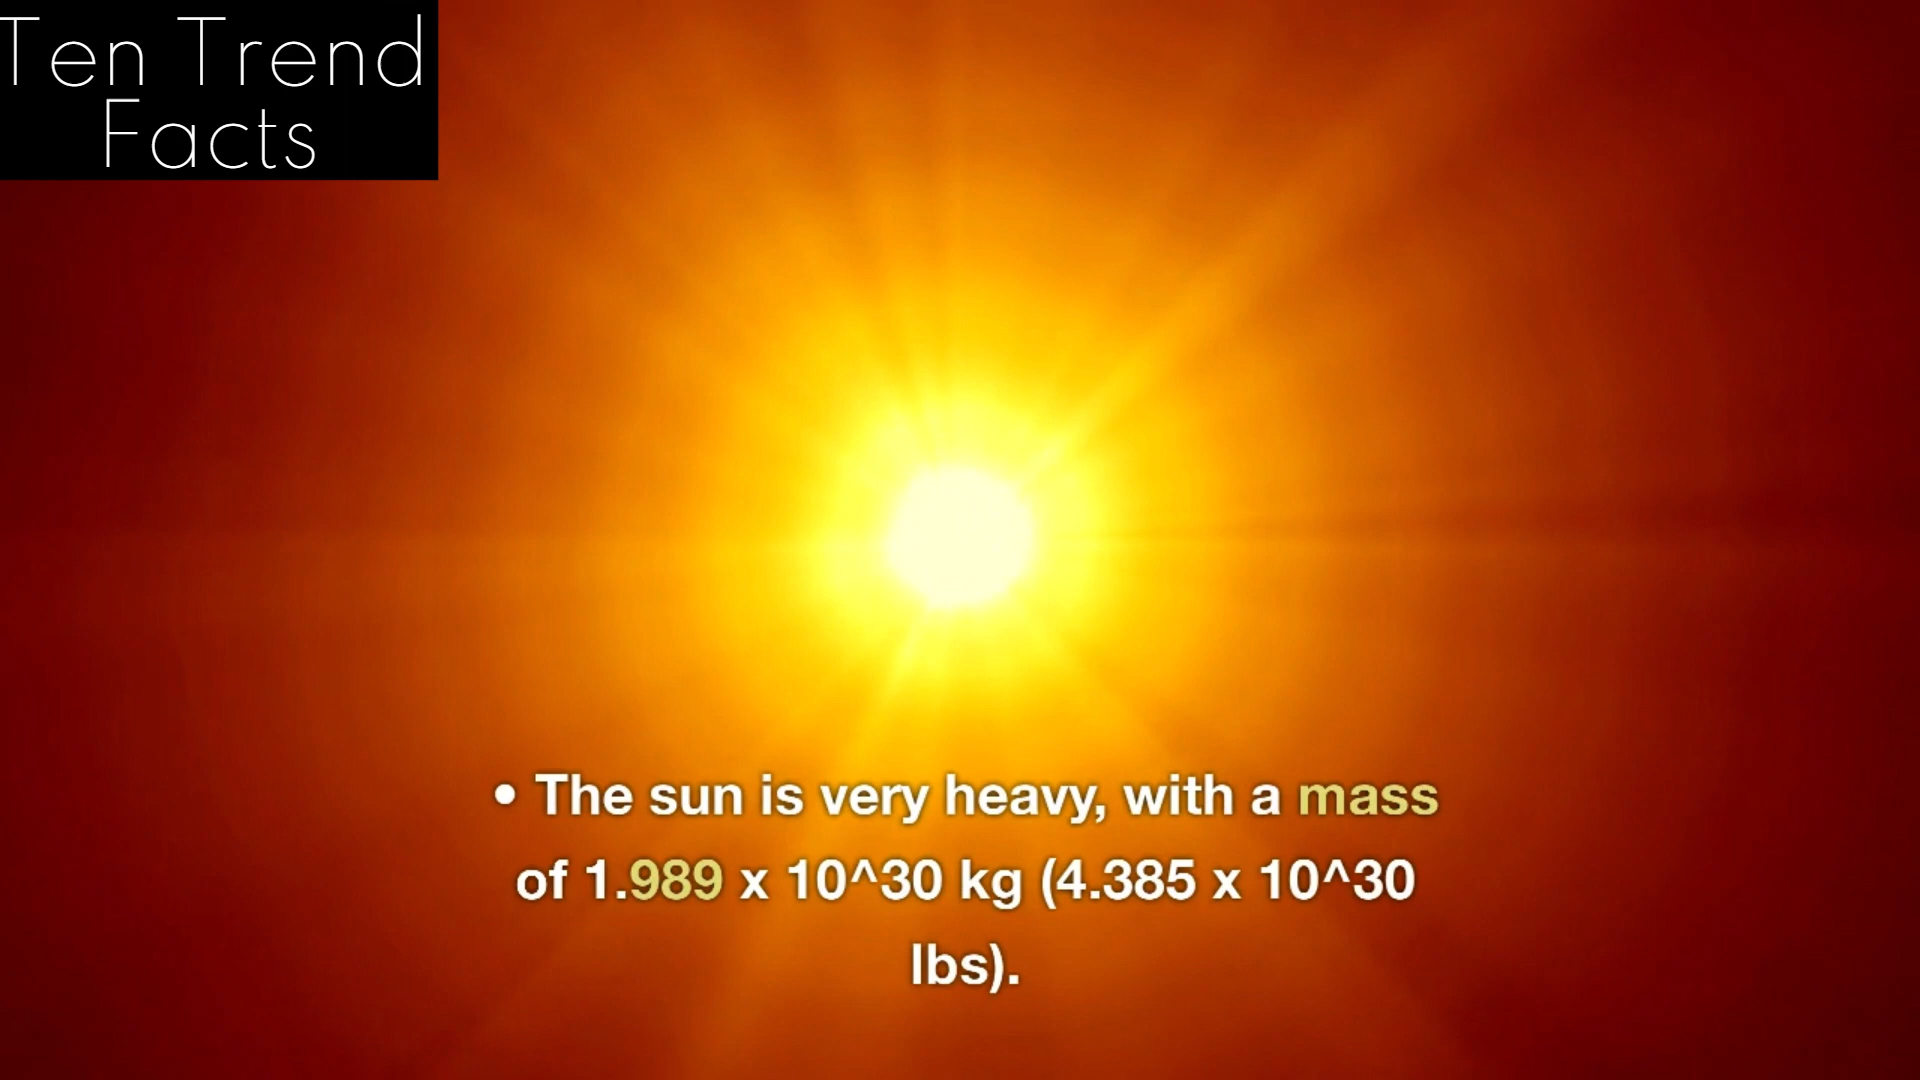 Ten Trend
Facts
• The sun is very heavy, with a mass
of 1.989 x 10^30 kg (4.385 x 10^30
lbs).